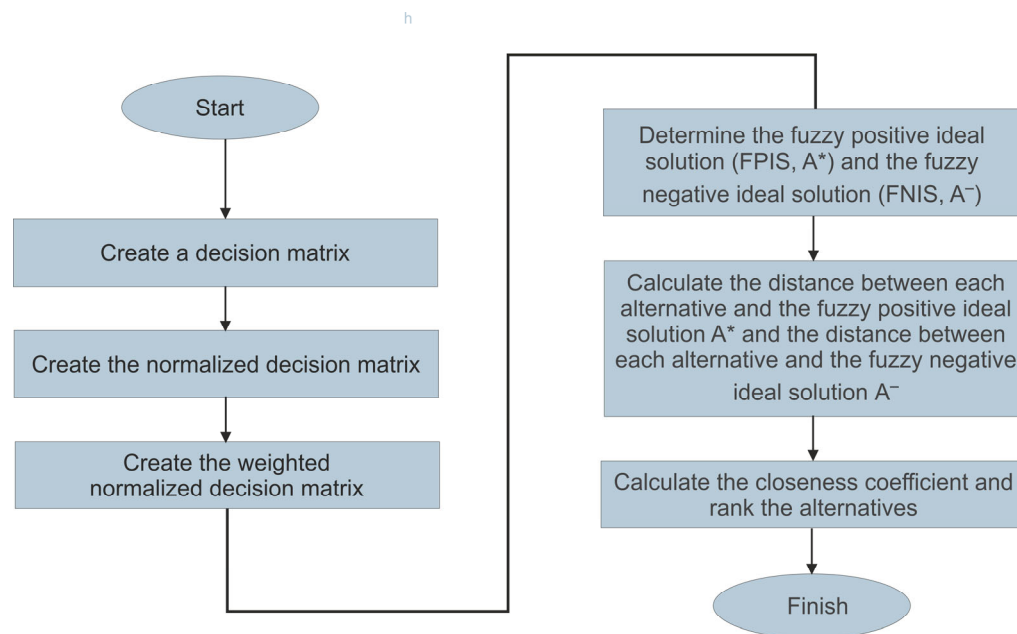 h
Start
Create a decision matrix
Create the normalized decision matrix
Create the weighted
normalized decision matrix
Determine the fuzzy positive ideal
solution (FPIS, A*) and the fuzzy
negative ideal solution (FNIS, A⁻)
Calculate the distance between each
alternative and the fuzzy positive ideal
solution A* and the distance between
each alternative and the fuzzy negative
ideal solution A⁻
Calculate the closeness coefficient and
rank the alternatives
Finish